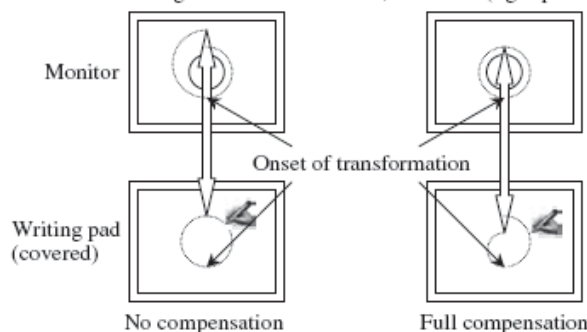 Monitor
Onset of transformation
Writing pad
(covered)
No compensation
Full compensation